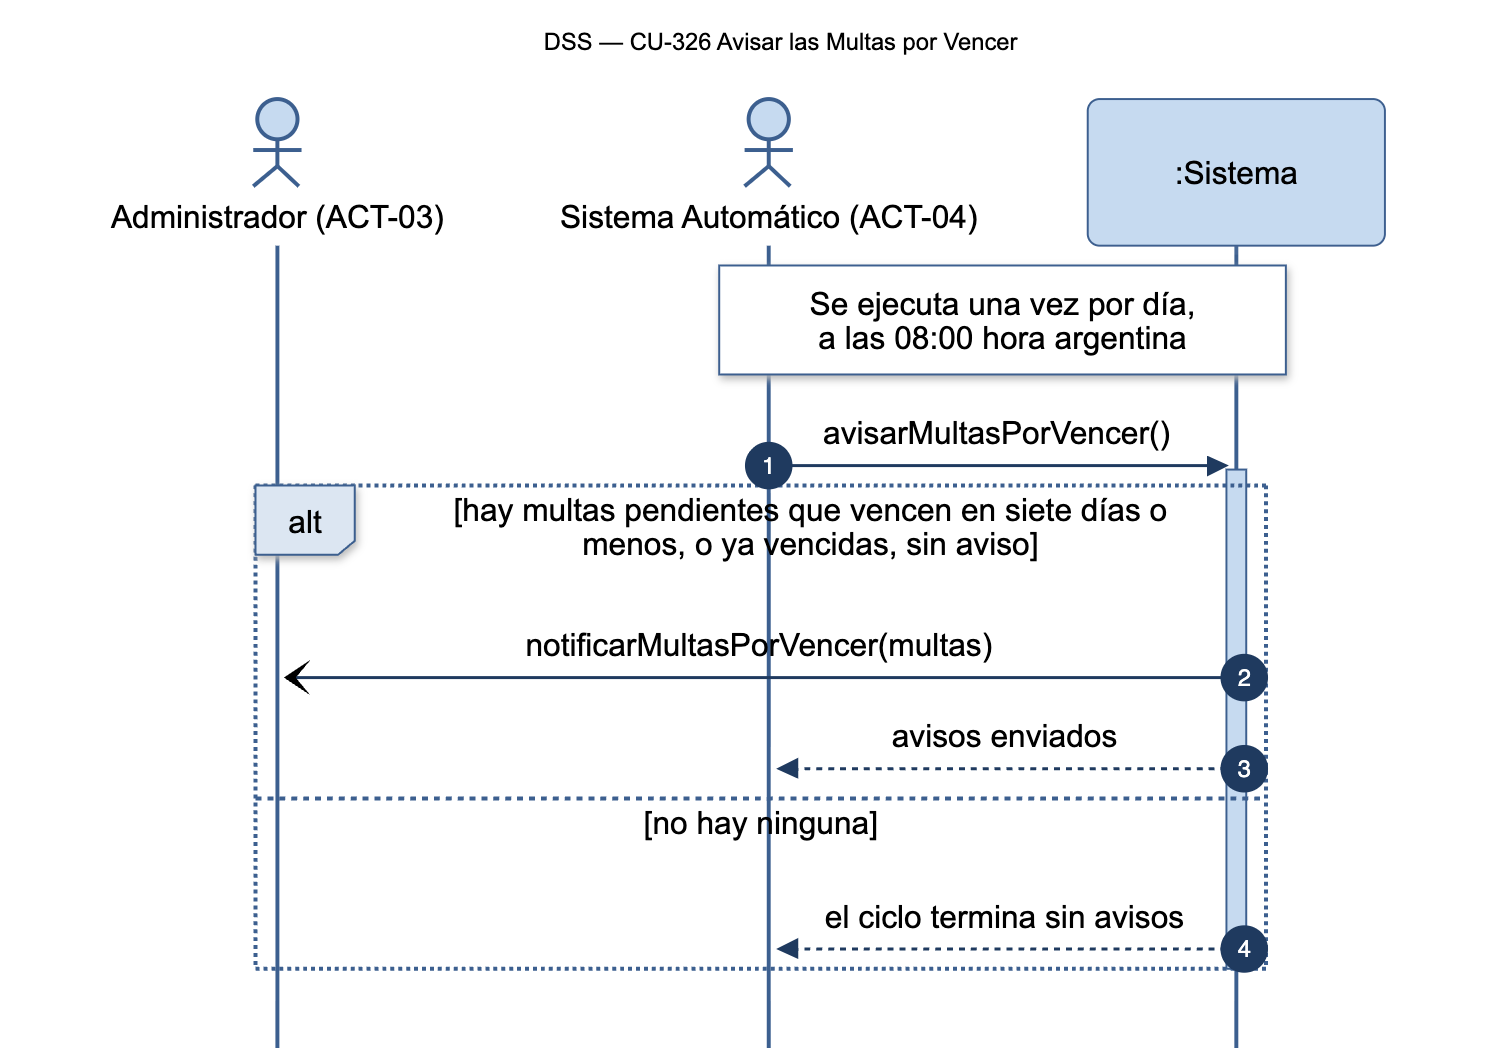 DSS — CU-326 Avisar las Multas por Vencer
Administrador (ACT-03)
Sistema Automático (ACT-04)
:Sistema
Se ejecuta una vez por día,
a las 08:00 hora argentina
avisarMultasPorVencer()
1
alt
[hay multas pendientes que vencen en siete días o
menos, o ya vencidas, sin aviso]
notificarMultasPorVencer(multas)
2
avisos enviados
3
[no hay ninguna]
el ciclo termina sin avisos
4